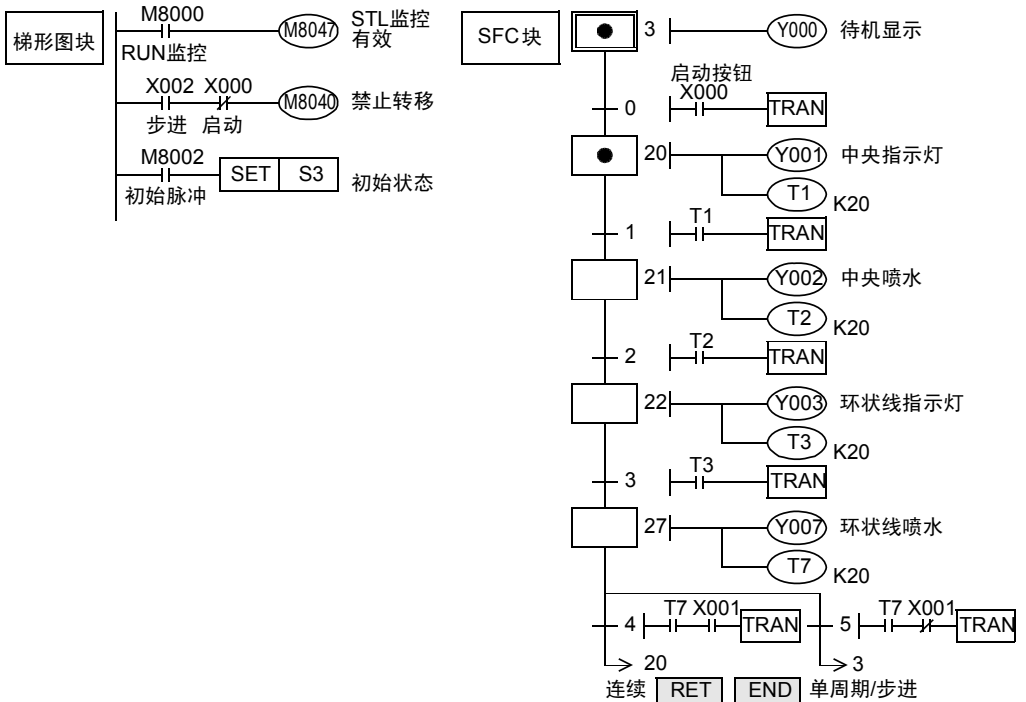 梯形图块
M8000
M8047
STL监控
有效
RUN监控
X002 X000
M8040
禁止转移
步进 启动
M8002
SET S3
初始状态
初始脉冲
SFC块
3
Y000
待机显示
启动按钮
X000
0
TRAN
20
Y001
中央指示灯
T1
K20
T1
1
TRAN
21
Y002
中央喷水
T2
K20
T2
2
TRAN
22
Y003
环状线指示灯
T3
K20
T3
3
TRAN
27
Y007
环状线喷水
T7
K20
T7 X001
4
TRAN
T7 X001
5
TRAN
20
3
连续 RET END 单周期/步进